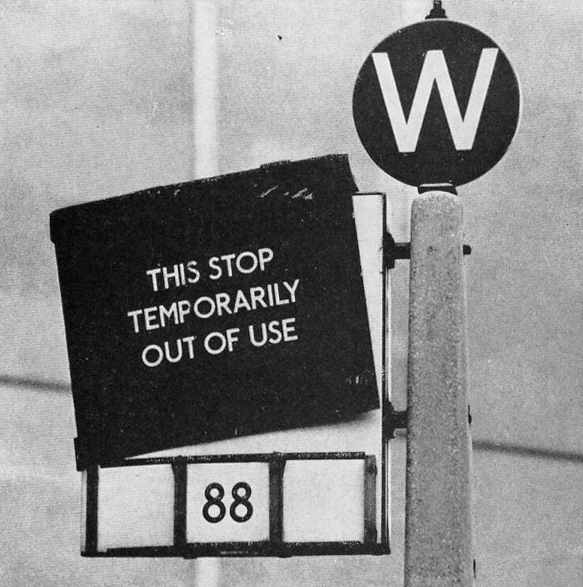 W
THIS STOP
TEMPORARILY
OUT OF USE
88